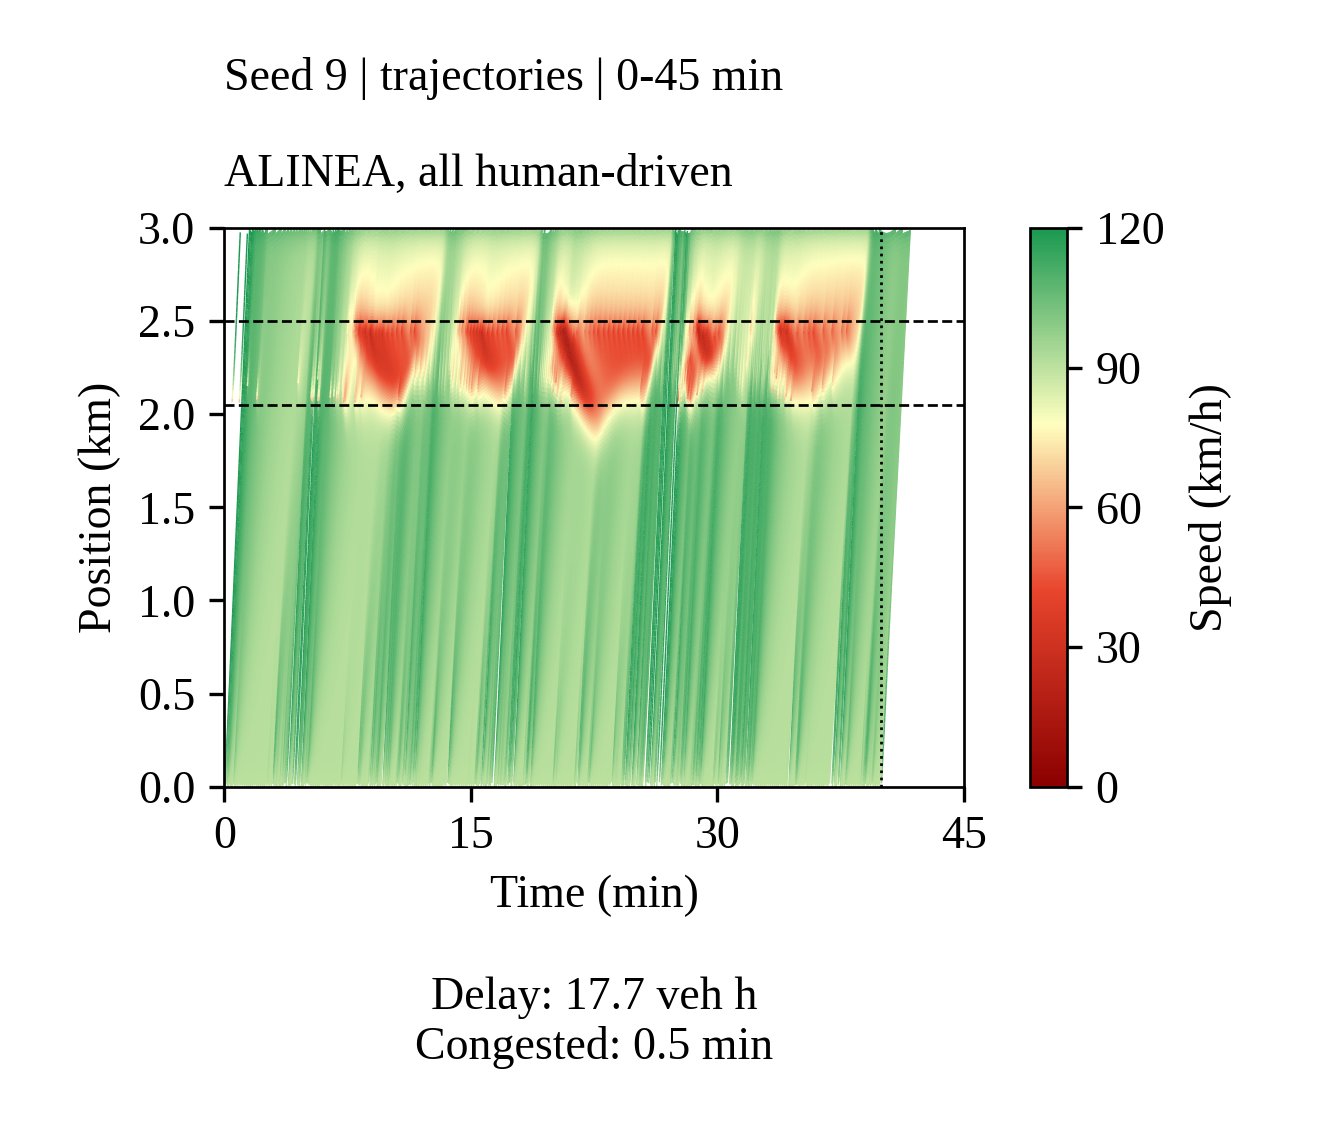 Seed 9 | trajectories | 0-45 min
ALINEA, all human-driven
3.0
2.5
2.0
1.5
1.0
0.5
0.0
Position (km)
0
15
30
45
Time (min)
120
90
60
30
0
Speed (km/h)
Delay: 17.7 veh h
Congested: 0.5 min